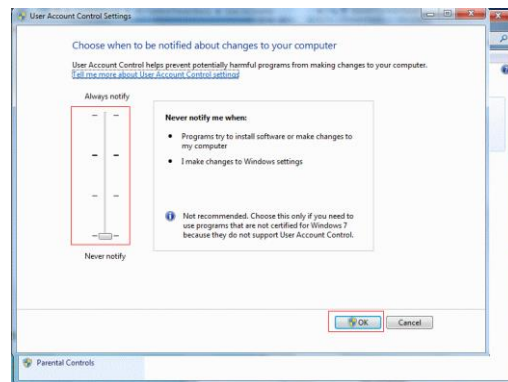 User Account Control Settings
Choose when to be notified about changes to your computer
User Account Control helps prevent potentially harmful programs from making changes to your computer.
Tell me more about User Account Control settings
Always notify
Never notify me when:
Programs try to install software or make changes to
my computer
I make changes to Windows settings
Not recommended. Choose this only if you need to
use programs that are not certified for Windows 7
because they do not support User Account Control.
Never notify
OK
Cancel
Parental Controls